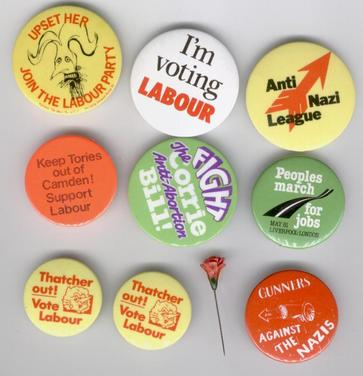 UPSET HER
JOIN THE LABOUR PARTY
I'm
voting
LABOUR
Anti
Nazi
League
Keep Tories
out of
Camden!
Support
Labour
FIGHT
the
Corrie
Anti-Abortion
Bill!
Peoples
march
for
jobs
MAY 81
LIVERPOOL/LONDON
Thatcher
out!
Vote
Labour
Thatcher
out!
Vote
Labour
GUNNERS
AGAINST
THE
NAZIS